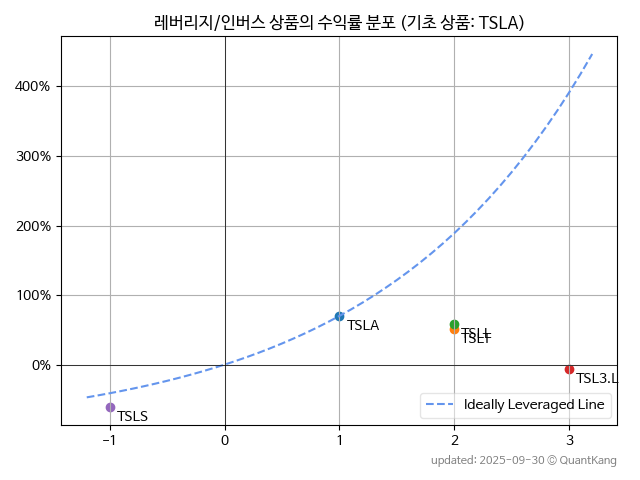 레버리지/인버스 상품의 수익률 분포 (기초 상품: TSLA)
400%
300%
200%
100%
0%
TSLA
TSLL
TSLT
TSL3.L
TSLS
Ideally Leveraged Line
−1
0
1
2
3
updated: 2025-09-30 © QuantKang